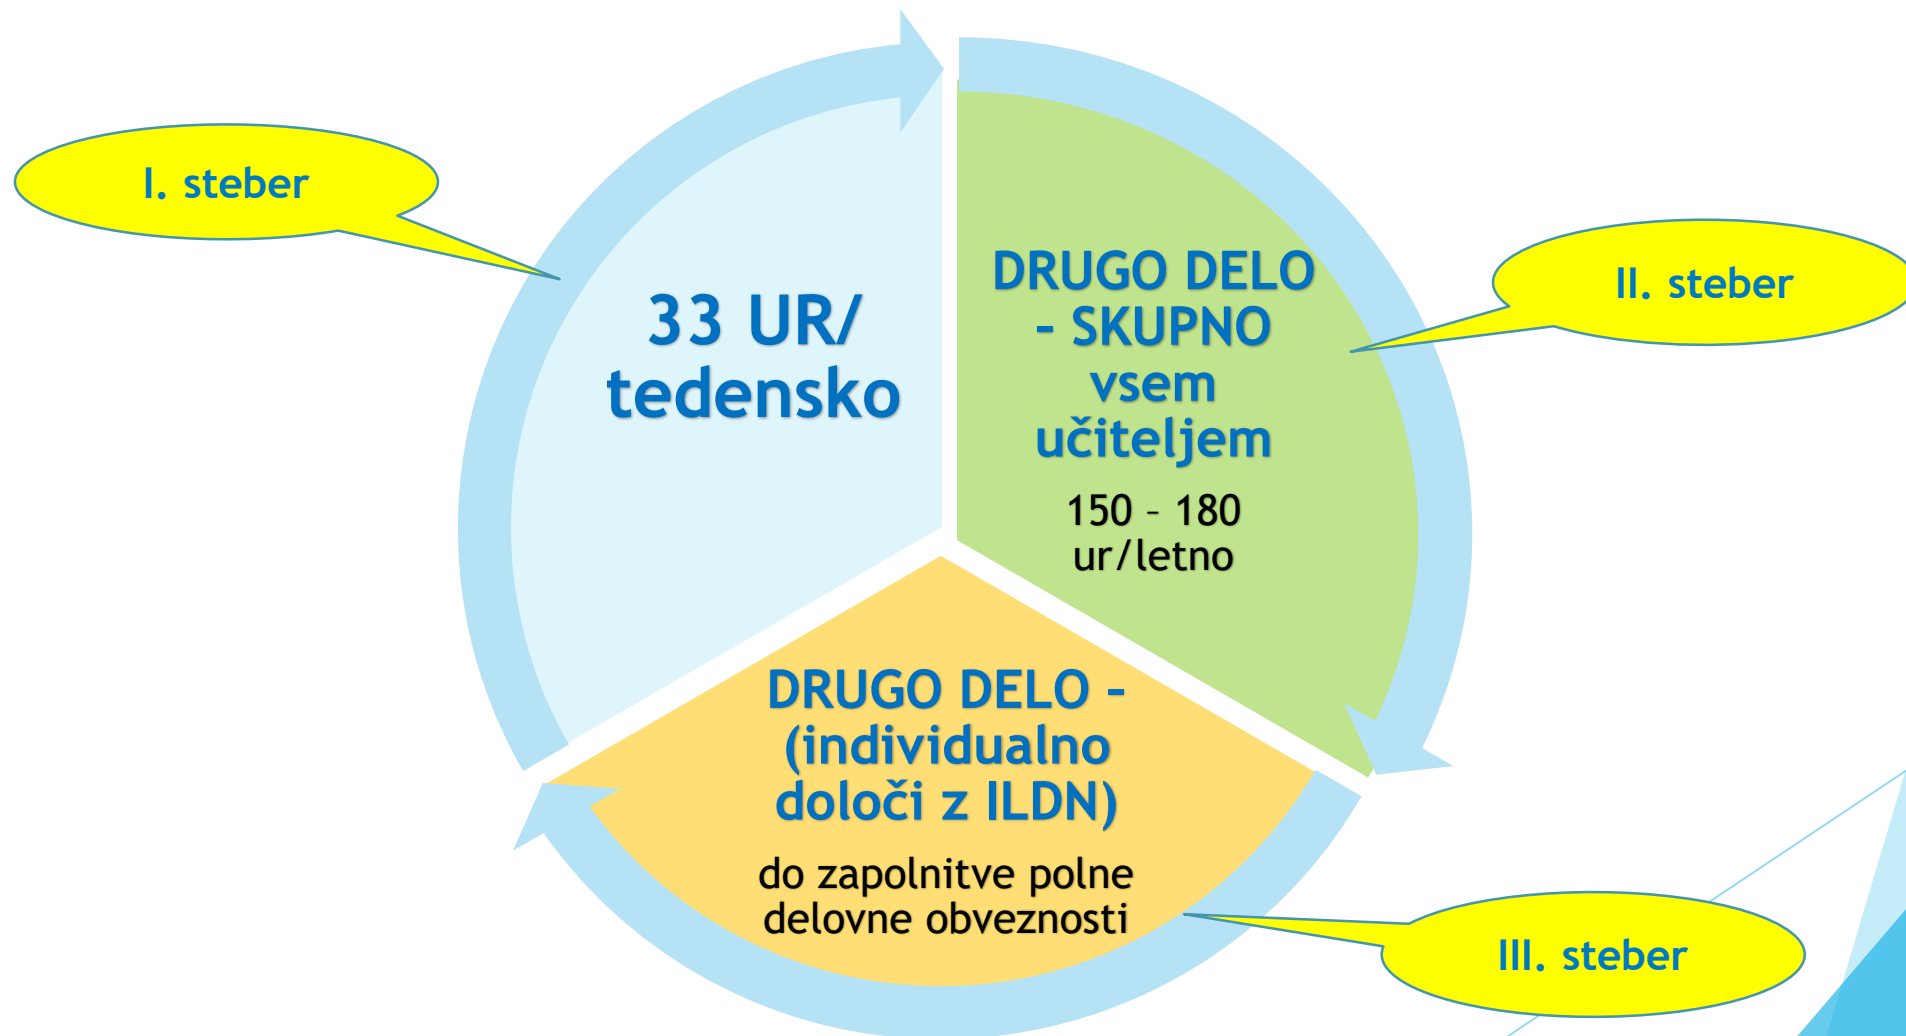 I. steber
33 UR/
tedensko
DRUGO DELO
– SKUPNO
vsem
učiteljem
150 – 180
ur/letno
II. steber
DRUGO DELO –
(individualno
določi z ILDN)
do zapolnitve polne
delovne obveznosti
III. steber